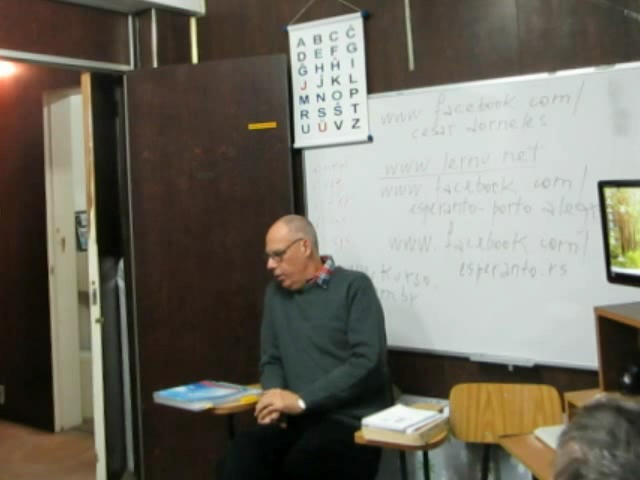 A B C Ĉ
D E F G
Ĝ H Ĥ I
J Ĵ K L
M N O P
R S Ŝ T
U Ŭ V Z
www.facebook.com/
cesar dorneles
www.lernu.net
www.facebook.com/
esperanto-porto alegre
www.facebook.com/
esperanto.rs
kurso.